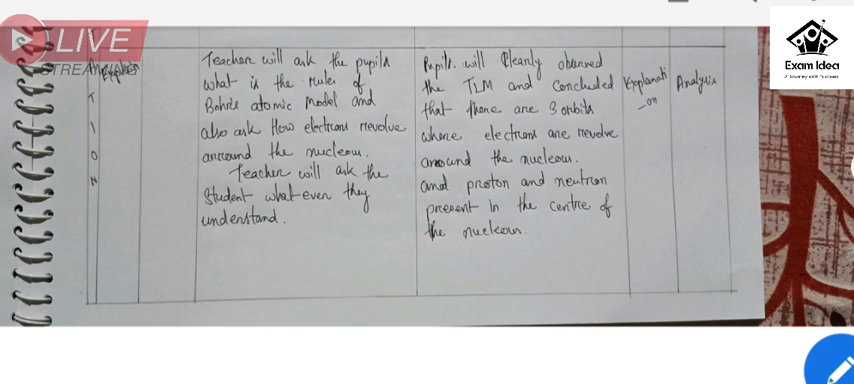 LIVE
STREAM
Exam Idea
A
T
I
O
N
Teacher will ask the pupils
what is the rules of
Bohrs atomic Model and
also ask How electrons revolve
arround the nucleous.
Teacher will ask the
Student what ever they
understand.
Pupils will Clearly observed
the TLM and concluded
that there are 3 orbits
where electrons are revolve
around the nucleous.
and proton and neutron
present in the centre of
the nucleous.
Explanati
-on
Analysis